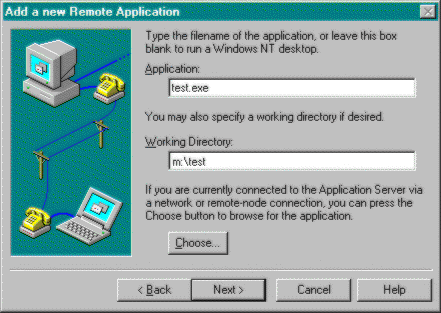 Add a new Remote Application
Type the filename of the application, or leave this box
blank to run a Windows NT desktop.
Application:
test.exe
You may also specify a working directory if desired.
Working Directory:
m:\test
If you are currently connected to the Application Server via
a network or remote-node connection, you can press the
Choose button to browse for the application.
Choose...
< Back
Next >
Cancel
Help